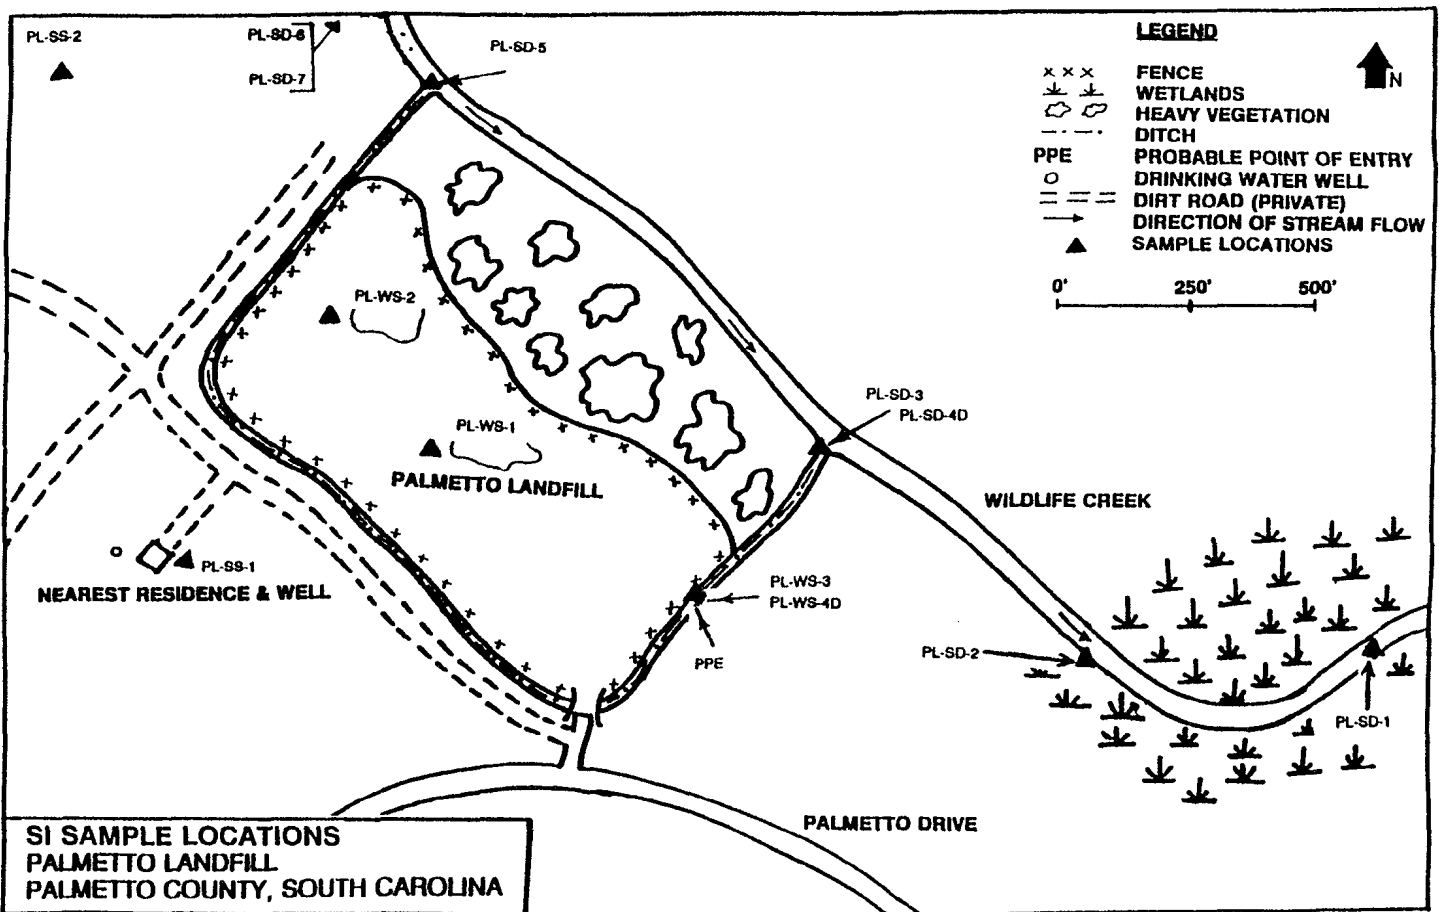 PL-SS-2
PL-SD-6
PL-SD-7
PL-SD-5
LEGEND
FENCE
WETLANDS
HEAVY VEGETATION
DITCH
PPE PROBABLE POINT OF ENTRY
DRINKING WATER WELL
DIRT ROAD (PRIVATE)
DIRECTION OF STREAM FLOW
SAMPLE LOCATIONS
N
0' 250' 500'
PL-WS-2
PL-WS-1
PALMETTO LANDFILL
PL-SD-3
PL-SD-4D
WILDLIFE CREEK
PL-SS-1
NEAREST RESIDENCE & WELL
PL-WS-3
PL-WS-4D
PPE
PL-SD-2
PL-SD-1
PALMETTO DRIVE
SI SAMPLE LOCATIONS
PALMETTO LANDFILL
PALMETTO COUNTY, SOUTH CAROLINA